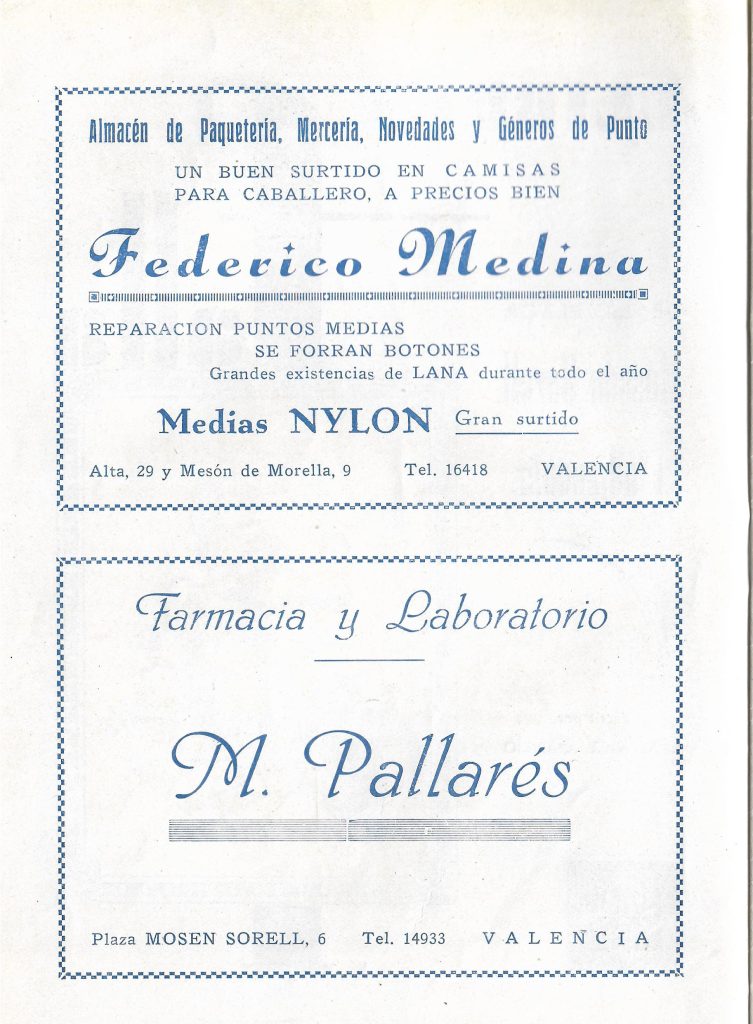 Almacén de Paquetería, Mercería, Novedades y Géneros de Punto
UN BUEN SURTIDO EN CAMISAS
PARA CABALLERO, A PRECIOS BIEN
Federico Medina
REPARACION PUNTOS MEDIAS
SE FORRAN BOTONES
Grandes existencias de LANA durante todo el año
Medias NYLON Gran surtido
Alta, 29 y Mesón de Morella, 9 Tel. 16418 VALENCIA
Farmacia y Laboratorio
M. Pallarés
Plaza MOSEN SORELL, 6 Tel. 14933 VALENCIA